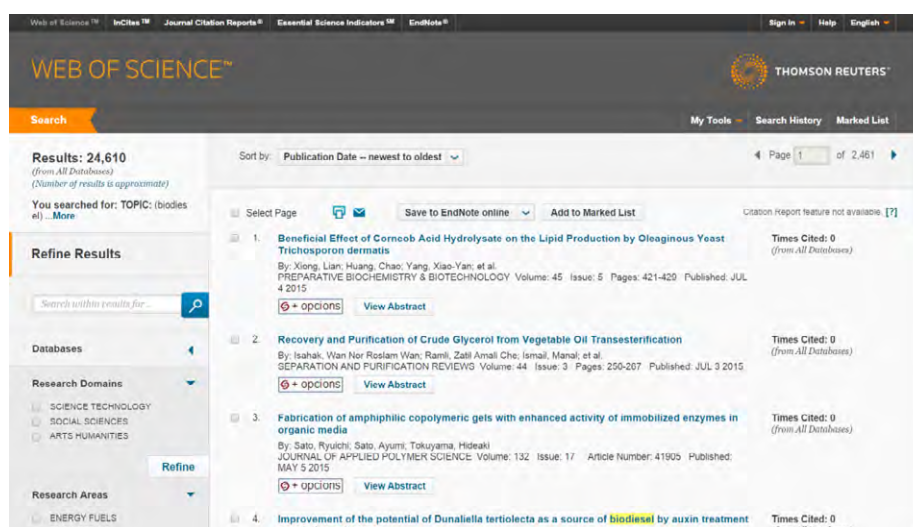 Web of Science™ InCites™ Journal Citation Reports® Essential Science Indicators℠ EndNote® Sign In Help English
WEB OF SCIENCE™
THOMSON REUTERS™
Search My Tools Search History Marked List
Results: 24,610
(from All Databases)
(Number of results is approximate)
You searched for: TOPIC: (biodies
el) ...More
Sort by: Publication Date -- newest to oldest
Page 1 of 2,461
Refine Results
Search within results for...
Databases
Research Domains
SCIENCE TECHNOLOGY
SOCIAL SCIENCES
ARTS HUMANITIES
Refine
Research Areas
ENERGY FUELS
Select Page Save to EndNote online Add to Marked List
Citation Report feature not available. [?]
1. Beneficial Effect of Corncob Acid Hydrolysate on the Lipid Production by Oleaginous Yeast
Trichosporon dermatis
By: Xiong, Lian; Huang, Chao; Yang, Xiao-Yan; et al.
PREPARATIVE BIOCHEMISTRY & BIOTECHNOLOGY Volume: 45 Issue: 5 Pages: 421-429 Published: JUL
4 2015
+ opcions View Abstract
Times Cited: 0
(from All Databases)
2. Recovery and Purification of Crude Glycerol from Vegetable Oil Transesterification
By: Isahak, Wan Nor Roslam Wan; Ramli, Zatil Amali Che; Ismail, Manal; et al.
SEPARATION AND PURIFICATION REVIEWS Volume: 44 Issue: 3 Pages: 250-267 Published: JUL 3 2015
+ opcions View Abstract
Times Cited: 0
(from All Databases)
3. Fabrication of amphiphilic copolymeric gels with enhanced activity of immobilized enzymes in
organic media
By: Sato, Ryuichi; Sato, Ayumi; Tokuyama, Hideaki
JOURNAL OF APPLIED POLYMER SCIENCE Volume: 132 Issue: 17 Article Number: 41905 Published:
MAY 5 2015
+ opcions View Abstract
Times Cited: 0
(from All Databases)
4. Improvement of the potential of Dunaliella tertiolecta as a source of biodiesel by auxin treatment
Times Cited: 0